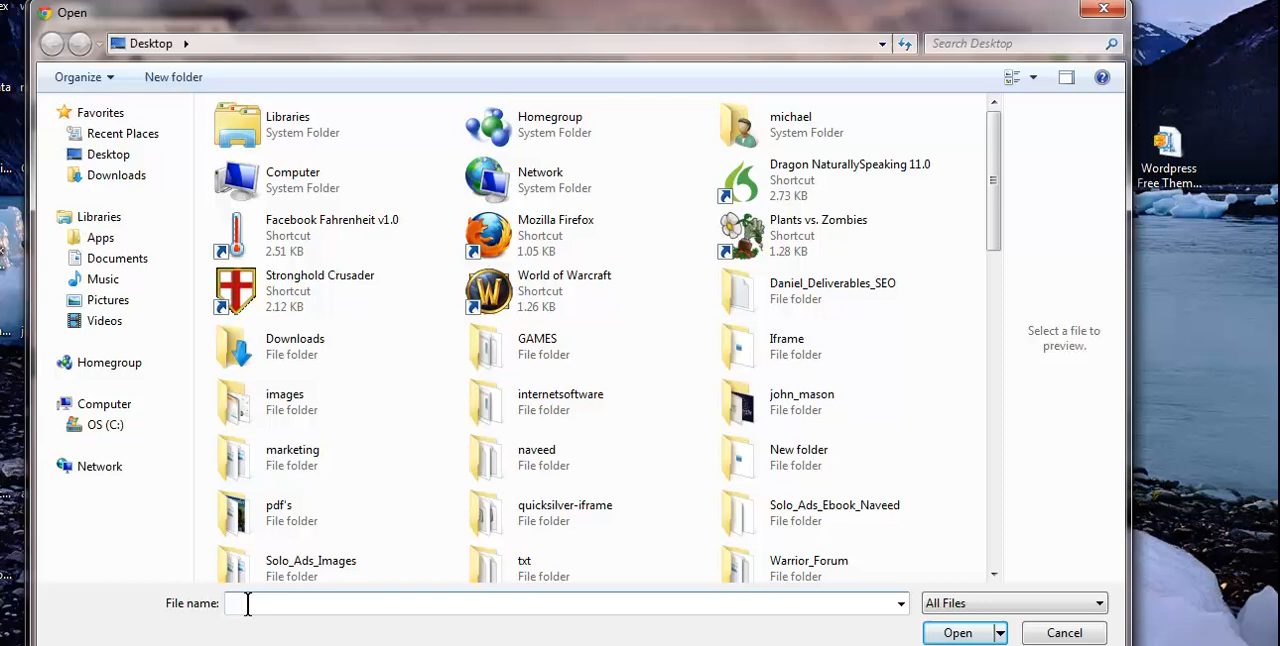 Open
Desktop
Search Desktop
Organize
New folder
Favorites
Recent Places
Desktop
Downloads
Libraries
Apps
Documents
Music
Pictures
Videos
Homegroup
Computer
OS (C:)
Network
Libraries
System Folder
Homegroup
System Folder
michael
System Folder
Computer
System Folder
Network
System Folder
Dragon NaturallySpeaking 11.0
Shortcut
2.73 KB
Facebook Fahrenheit v1.0
Shortcut
2.51 KB
Mozilla Firefox
Shortcut
1.05 KB
Plants vs. Zombies
Shortcut
1.28 KB
Stronghold Crusader
Shortcut
2.12 KB
World of Warcraft
Shortcut
1.26 KB
Daniel_Deliverables_SEO
File folder
Downloads
File folder
GAMES
File folder
Iframe
File folder
images
File folder
internetsoftware
File folder
john_mason
File folder
marketing
File folder
naveed
File folder
New folder
File folder
pdf's
File folder
quicksilver-iframe
File folder
Solo_Ads_Ebook_Naveed
File folder
Solo_Ads_Images
File folder
txt
File folder
Warrior_Forum
File folder
Select a file to
preview.
File name:
All Files
Open
Cancel
Wordpress
Free Them...